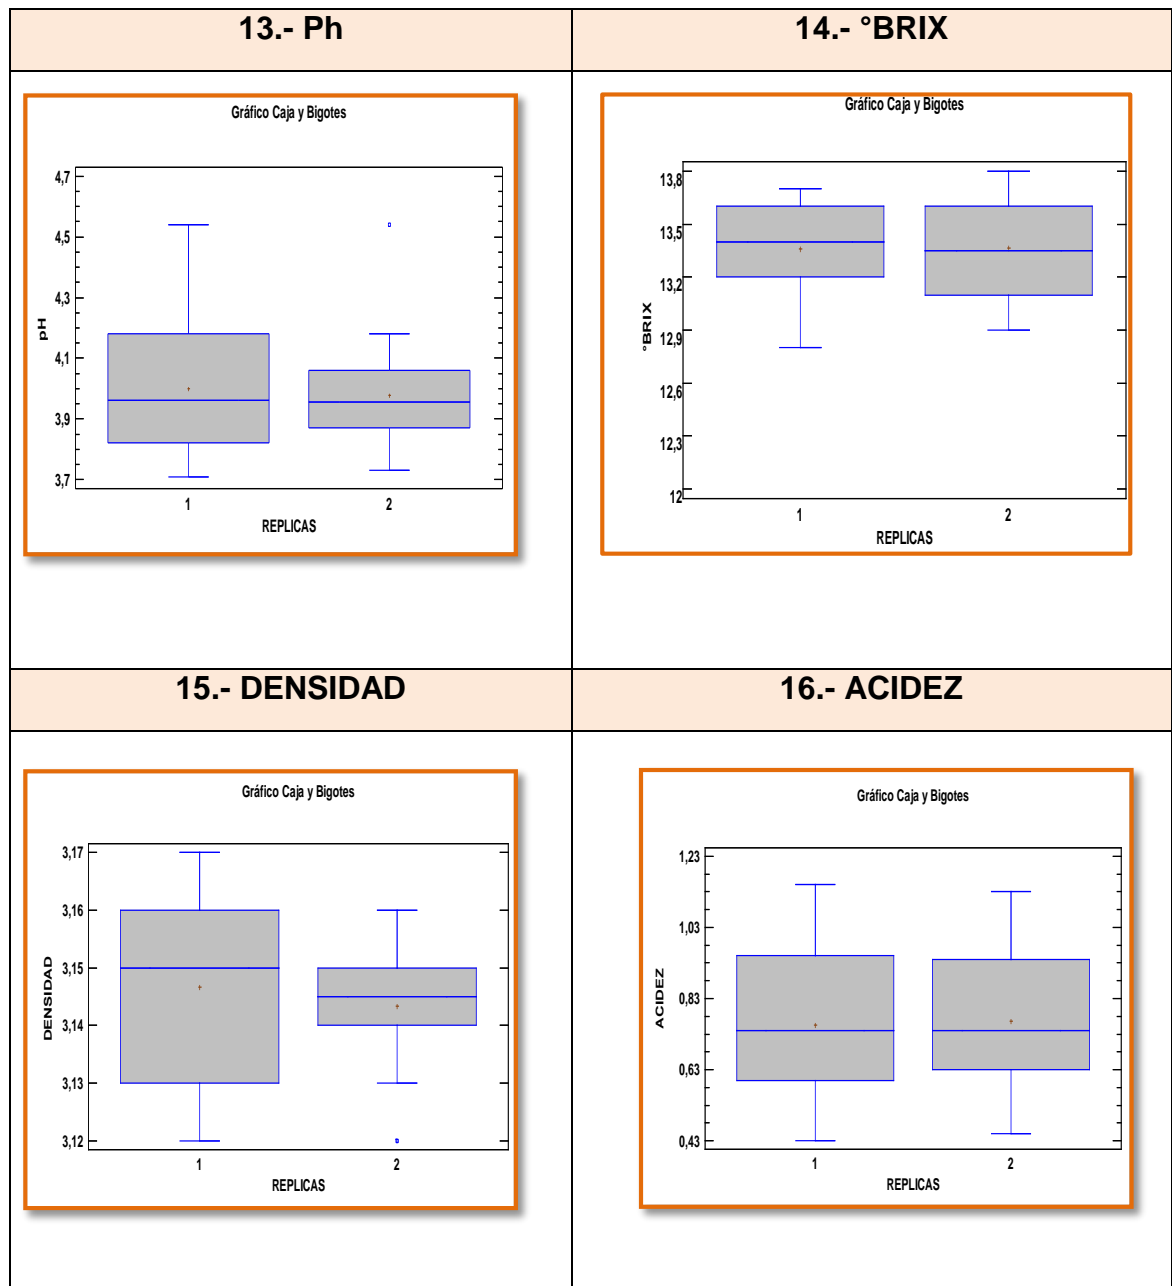 13.- Ph
14.- °BRIX
Gráfico Caja y Bigotes
4,7
4,5
4,3
4,1
3,9
3,7
pH
1
2
REPLICAS
Gráfico Caja y Bigotes
13,8
13,5
13,2
12,9
12,6
12,3
12
°BRIX
1
2
REPLICAS
15.- DENSIDAD
16.- ACIDEZ
Gráfico Caja y Bigotes
3,17
3,16
3,15
3,14
3,13
3,12
DENSIDAD
1
2
REPLICAS
Gráfico Caja y Bigotes
1,23
1,03
0,83
0,63
0,43
ACIDEZ
1
2
REPLICAS